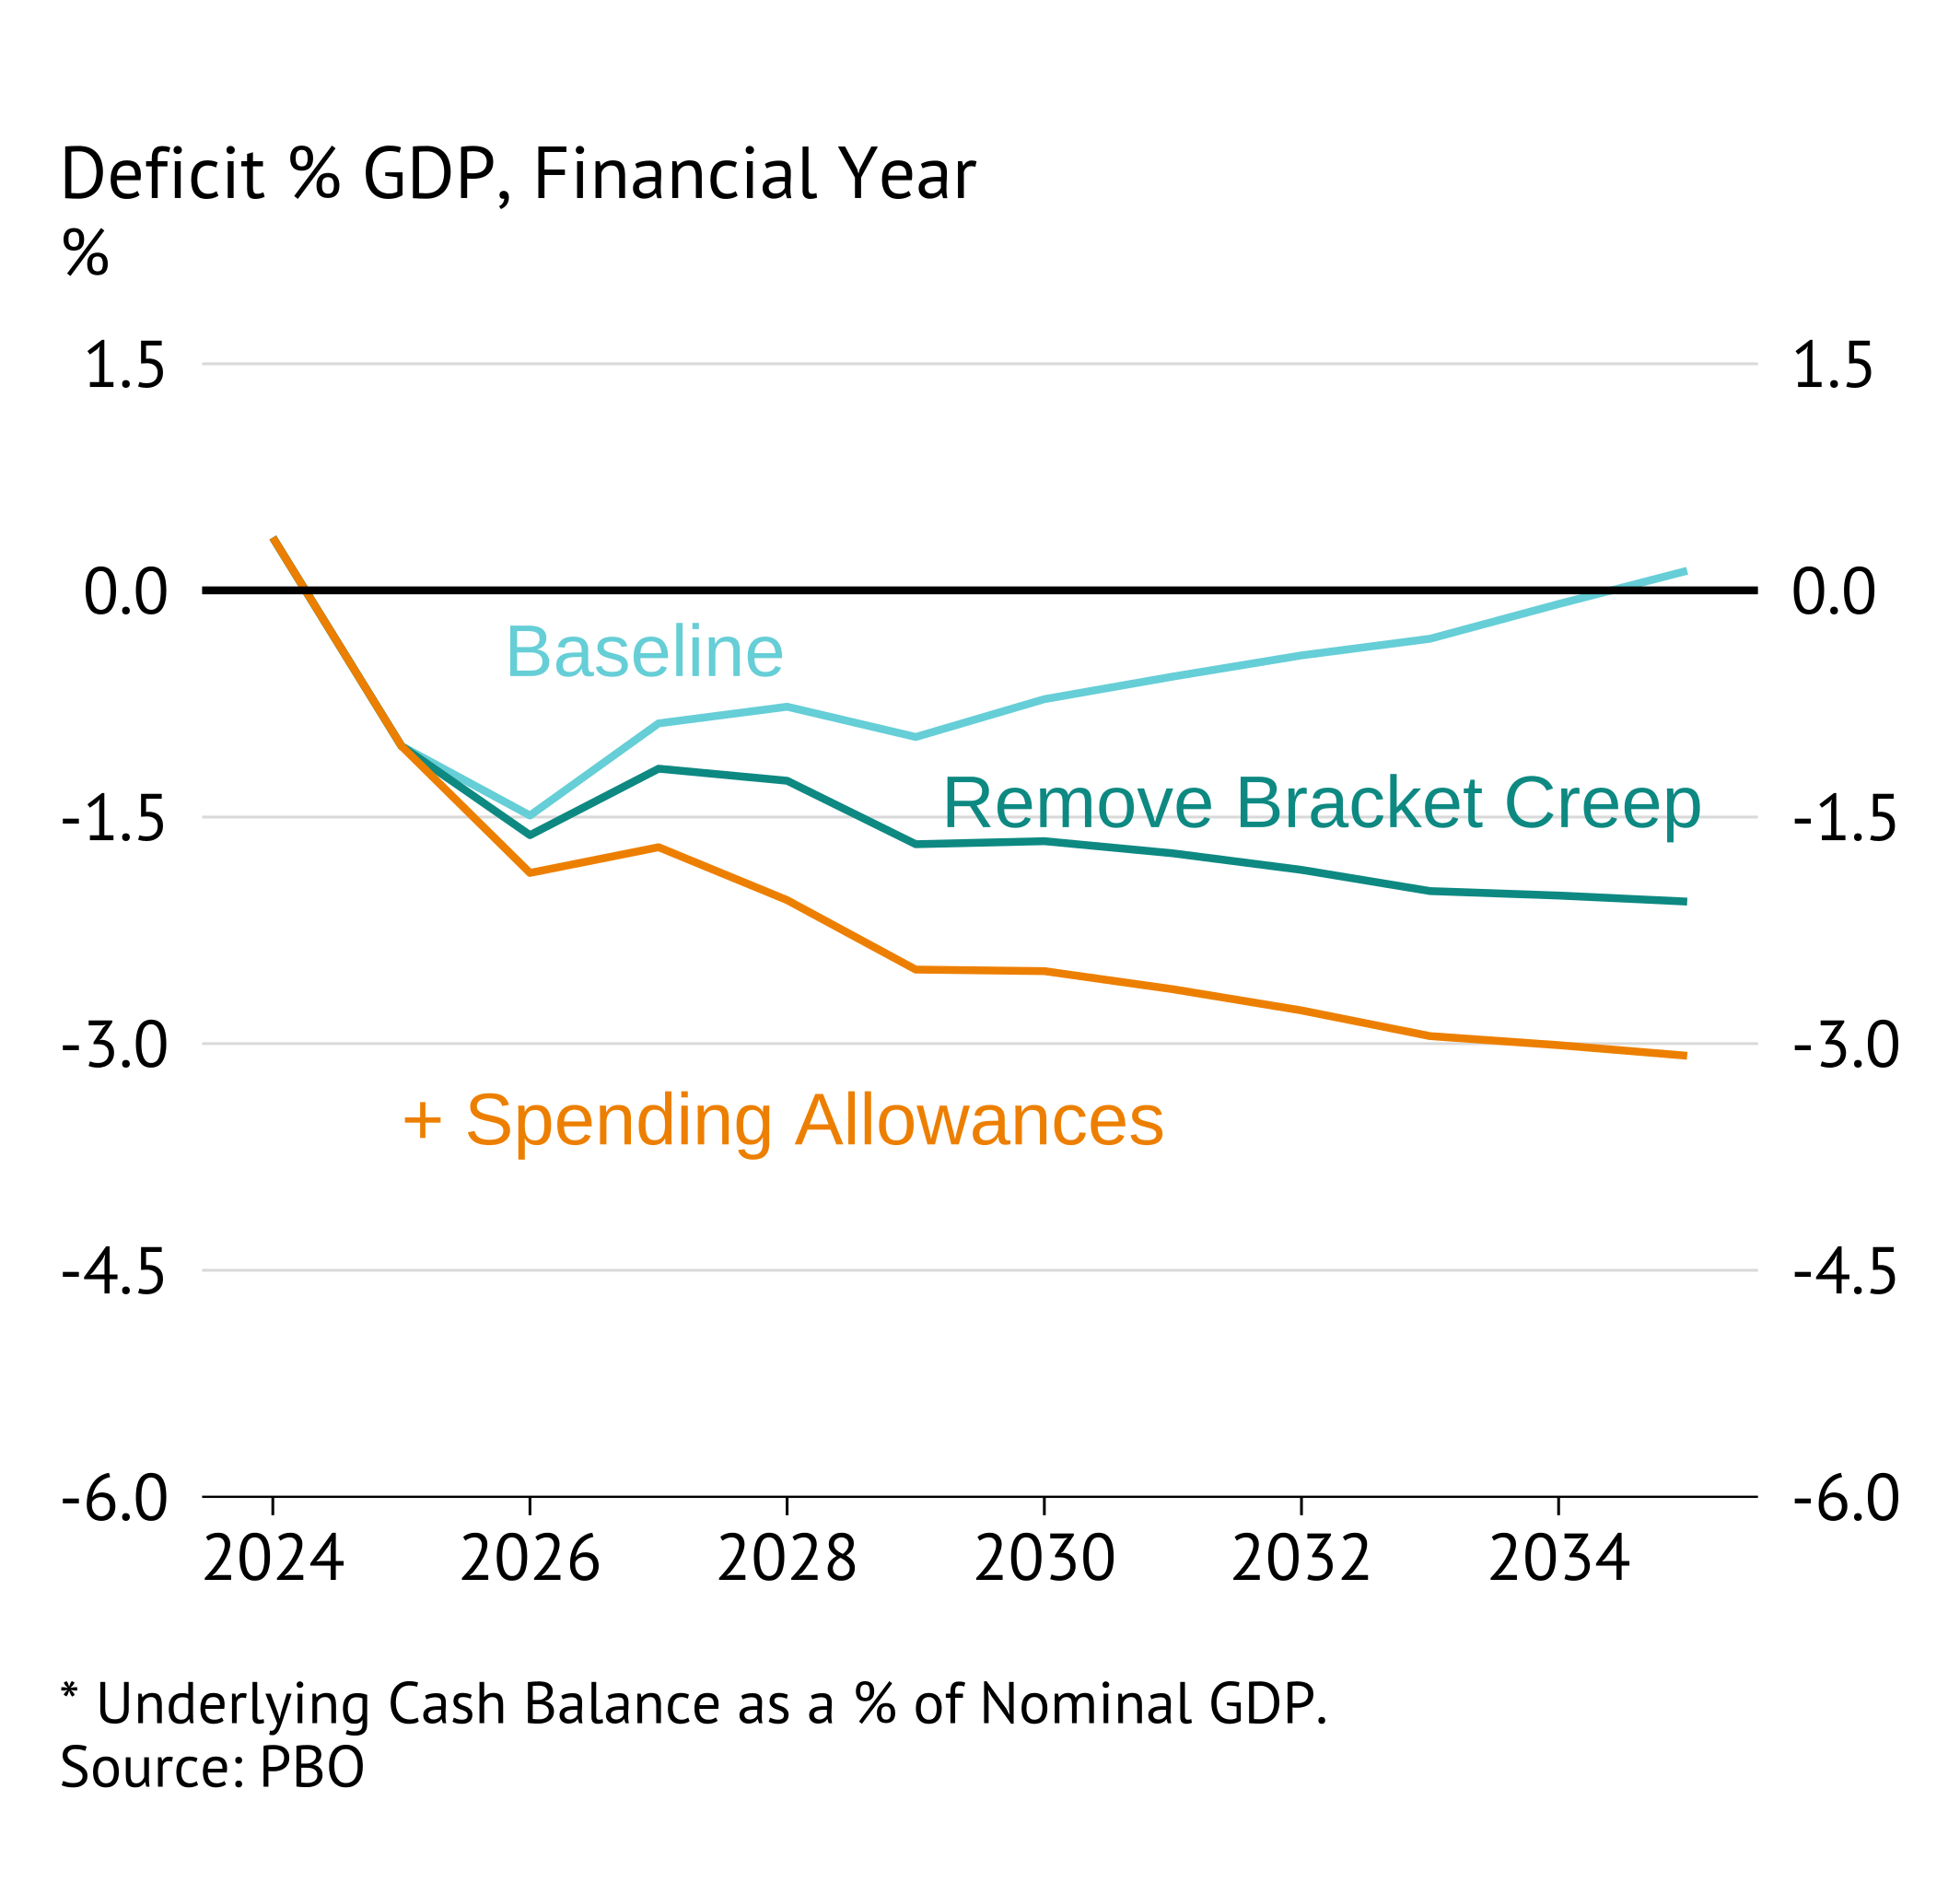 Deficit % GDP, Financial Year
%
1.5 1.5
0.0 0.0
Baseline
Remove Bracket Creep
-1.5 -1.5
-3.0 -3.0
+ Spending Allowances
-4.5 -4.5
-6.0 -6.0
2024 2026 2028 2030 2032 2034
* Underlying Cash Balance as a % of Nominal GDP.
Source: PBO